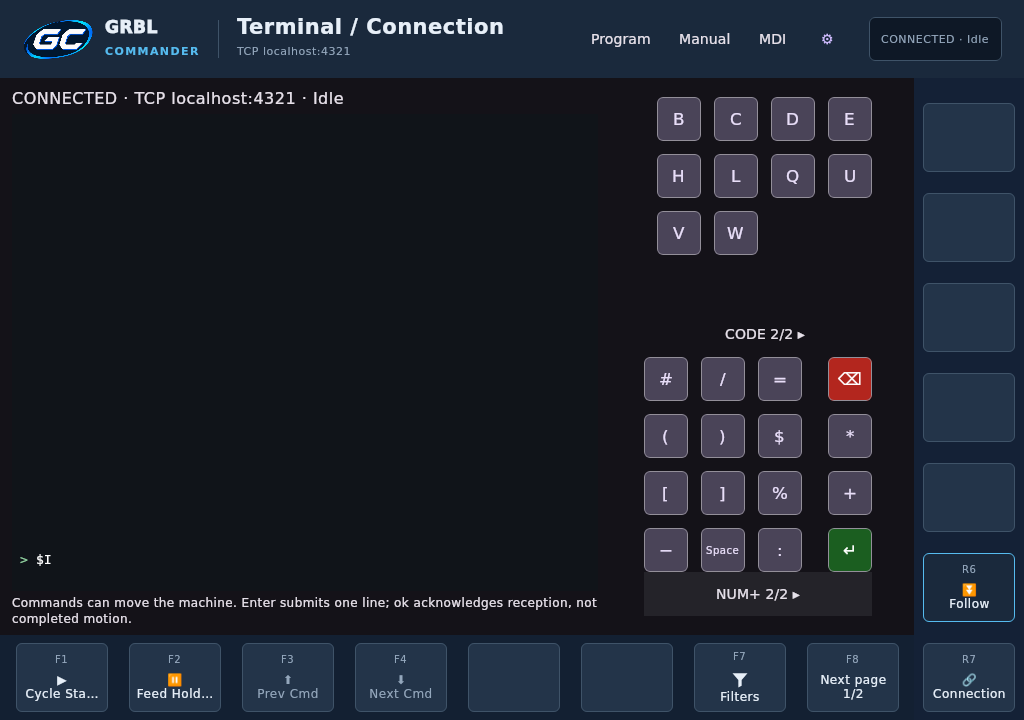 GC
GRBL
COMMANDER
Terminal / Connection
TCP localhost:4321
Program
Manual
MDI
⚙
CONNECTED · Idle
CONNECTED · TCP localhost:4321 · Idle
B C D E
H L Q U
V W
CODE 2/2 ▸
# / = ⌫
( ) $ *
[ ] % +
− Space : ↵
NUM+ 2/2 ▸
> $I
Commands can move the machine. Enter submits one line; ok acknowledges reception, not
completed motion.
R6
⏬
Follow
F1
▶
Cycle Sta...
F2
⏸
Feed Hold...
F3
⬆
Prev Cmd
F4
⬇
Next Cmd
F7
Filters
F8
Next page
1/2
R7
🔗
Connection